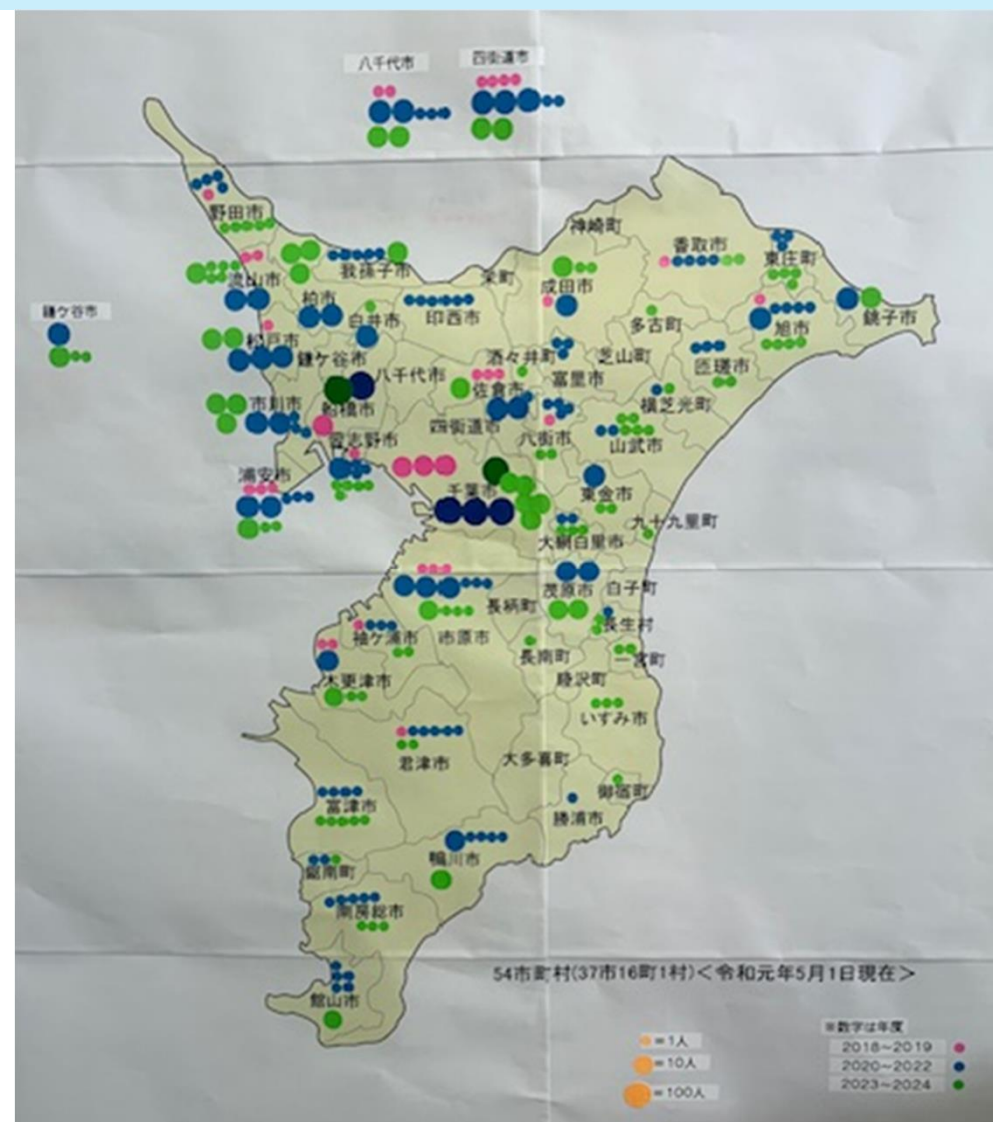 八千代市
四街道市
神崎町
野田市
香取市
東庄町
我孫子市
栄町
成田市
流山市
柏市
鎌ケ谷市
白井市
印西市
多古町
旭市
銚子市
松戸市
鎌ケ谷市
酒々井町
芝山町
匝瑳市
八千代市
佐倉市
富里市
横芝光町
市川市
船橋市
四街道市
八街市
山武市
習志野市
浦安市
千葉市
東金市
九十九里町
大網白里市
茂原市
白子町
長柄町
長生村
袖ケ浦市
市原市
長南町
一宮町
木更津市
睦沢町
いすみ市
君津市
大多喜町
御宿町
富津市
勝浦市
鴨川市
鋸南町
南房総市
54市町村(37市16町1村)<令和元年5月1日現在>
館山市
※数字は年度
=1人
2018~2019
=10人
2020~2022
=100人
2023~2024